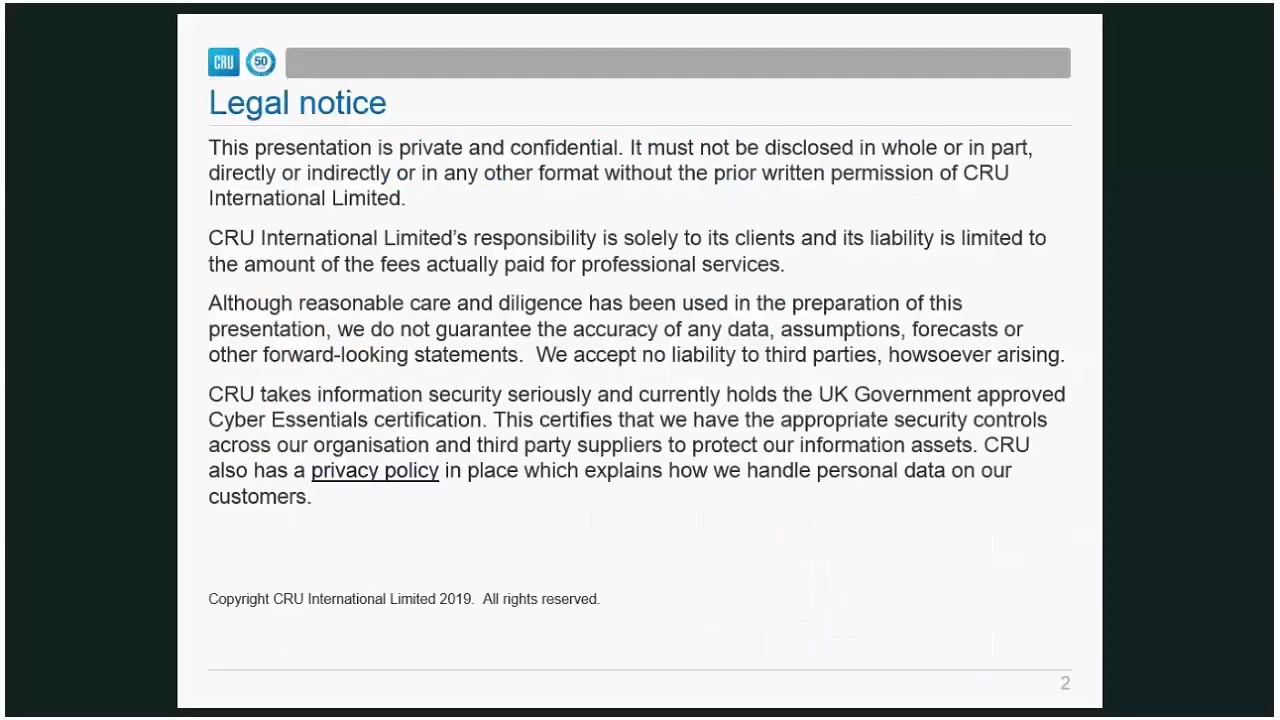 CRU 50
Legal notice
This presentation is private and confidential. It must not be disclosed in whole or in part,
directly or indirectly or in any other format without the prior written permission of CRU
International Limited.
CRU International Limited's responsibility is solely to its clients and its liability is limited to
the amount of the fees actually paid for professional services.
Although reasonable care and diligence has been used in the preparation of this
presentation, we do not guarantee the accuracy of any data, assumptions, forecasts or
other forward-looking statements.  We accept no liability to third parties, howsoever arising.
CRU takes information security seriously and currently holds the UK Government approved
Cyber Essentials certification. This certifies that we have the appropriate security controls
across our organisation and third party suppliers to protect our information assets. CRU
also has a privacy policy in place which explains how we handle personal data on our
customers.
Copyright CRU International Limited 2019.  All rights reserved.
2